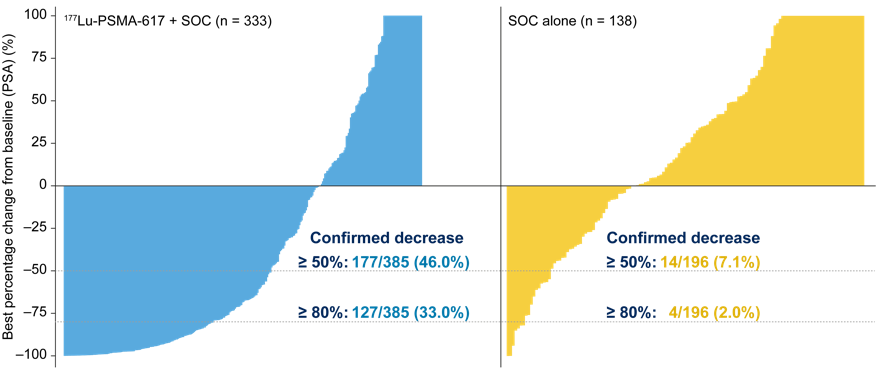 Best percentage change from baseline (PSA) (%)
100
75
50
25
0
–25
–50
–75
–100
¹⁷⁷Lu-PSMA-617 + SOC (n = 333)
Confirmed decrease
≥ 50%: 177/385 (46.0%)
≥ 80%: 127/385 (33.0%)
SOC alone (n = 138)
Confirmed decrease
≥ 50%: 14/196 (7.1%)
≥ 80%: 4/196 (2.0%)